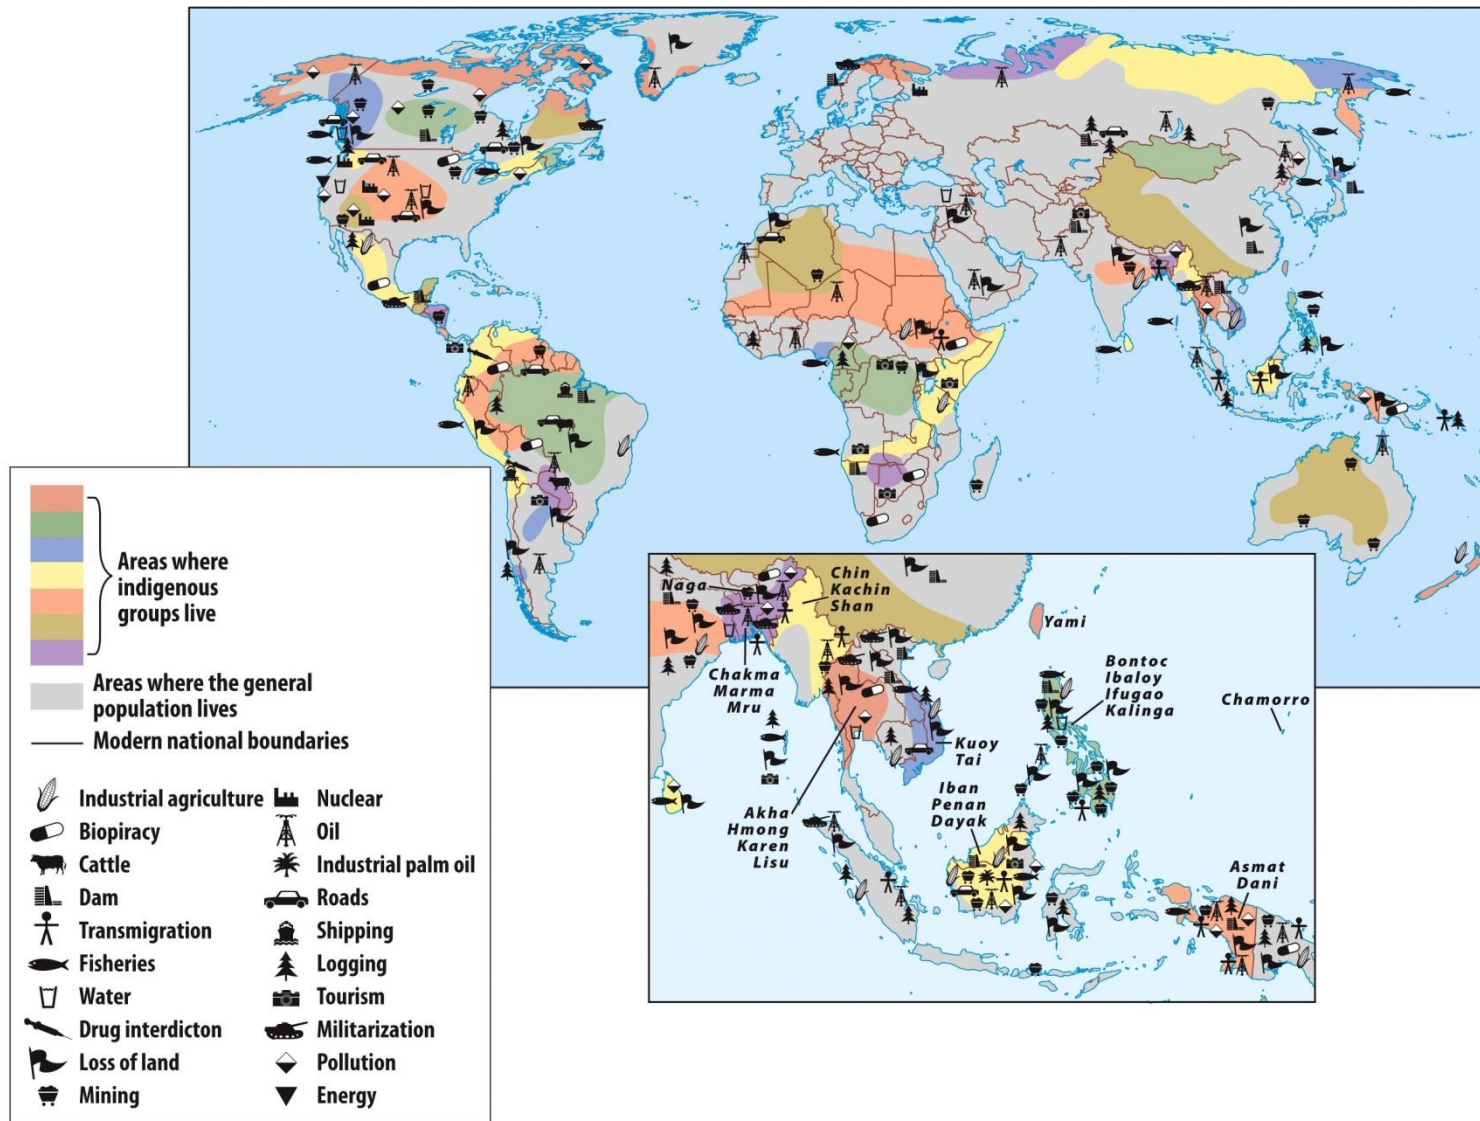 Naga
Chin
Kachin
Shan
Yami
Chakma
Marma
Mru
Bontoc
Ibaloy
Ifugao
Kalinga
Chamorro
Kuoy
Tai
Iban
Penan
Dayak
Akha
Hmong
Karen
Lisu
Asmat
Dani
Areas where
indigenous
groups live
Areas where the general
population lives
Modern national boundaries
Industrial agriculture
Nuclear
Biopiracy
Oil
Cattle
Industrial palm oil
Dam
Roads
Transmigration
Shipping
Fisheries
Logging
Water
Tourism
Drug interdicton
Militarization
Loss of land
Pollution
Mining
Energy